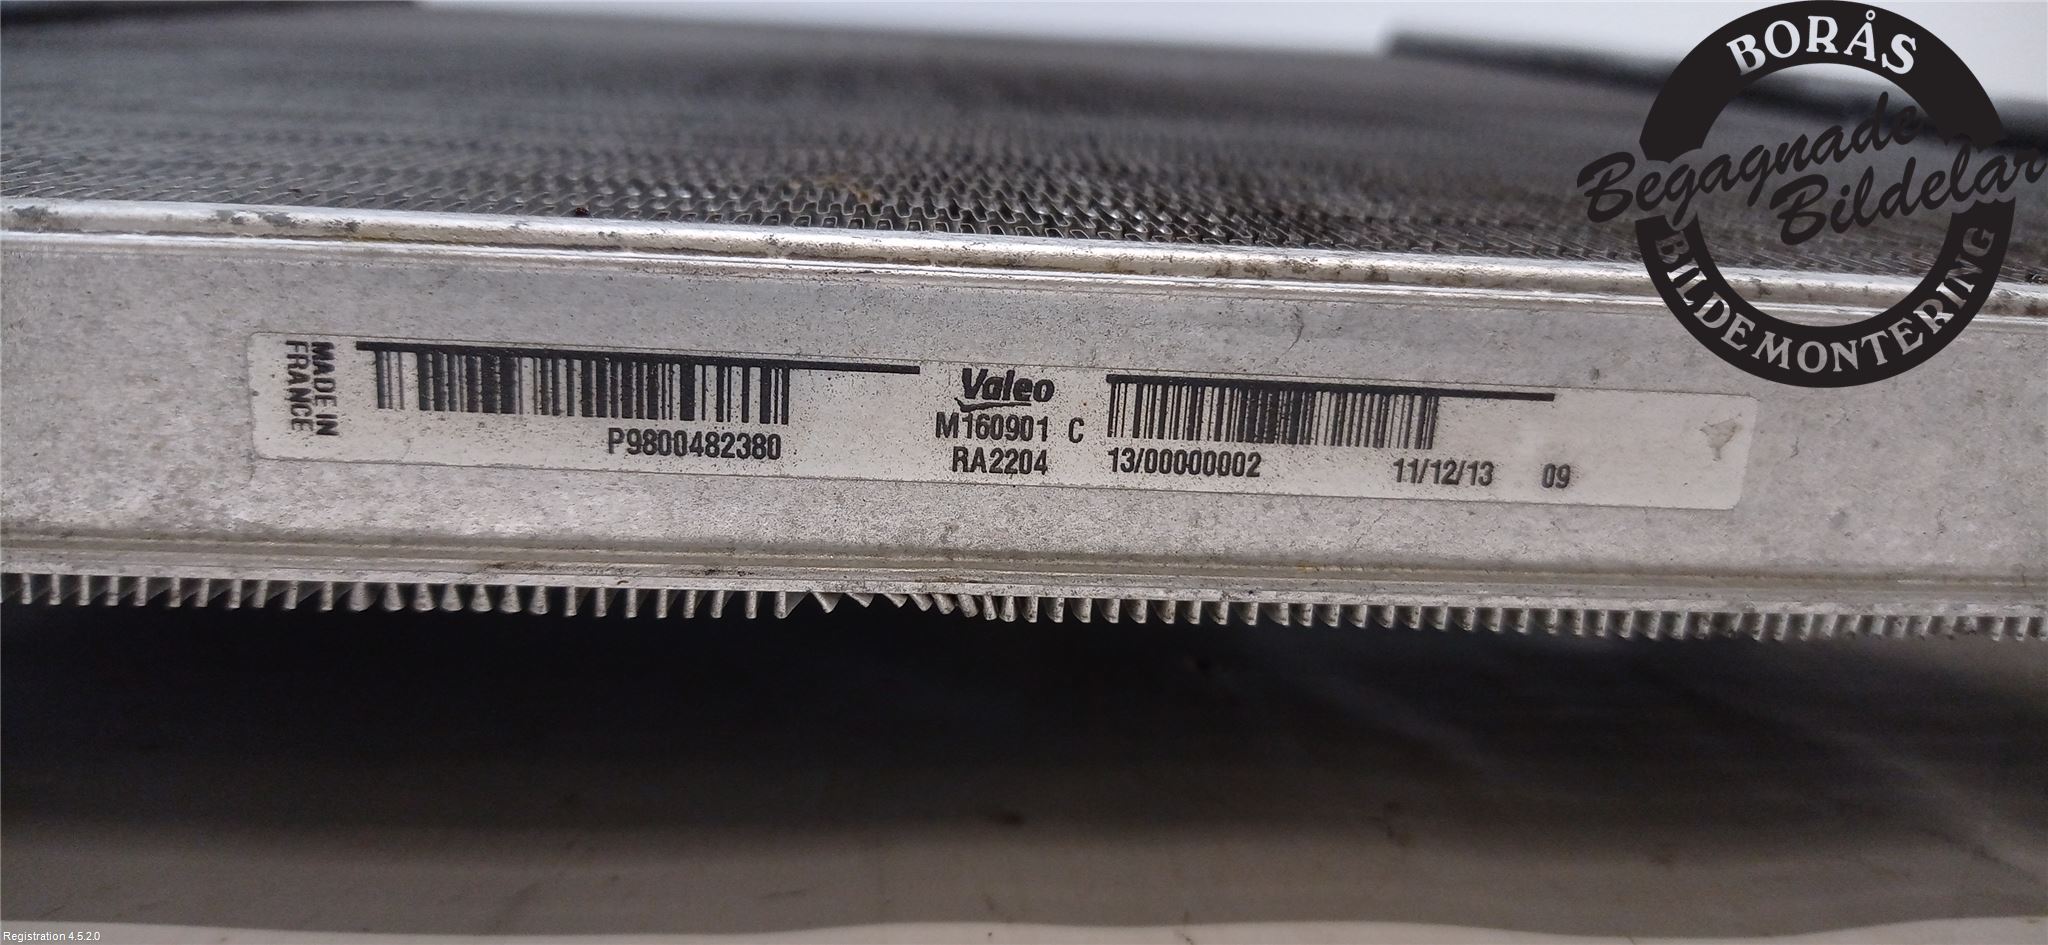 BORÅS
Begagnade
Bildelar
BILDEMONTERING
MADE IN
FRANCE
P9800482380
Valeo
M160901 C
RA2204
13/00000002
11/12/13 09
Registration 4.5.2.0